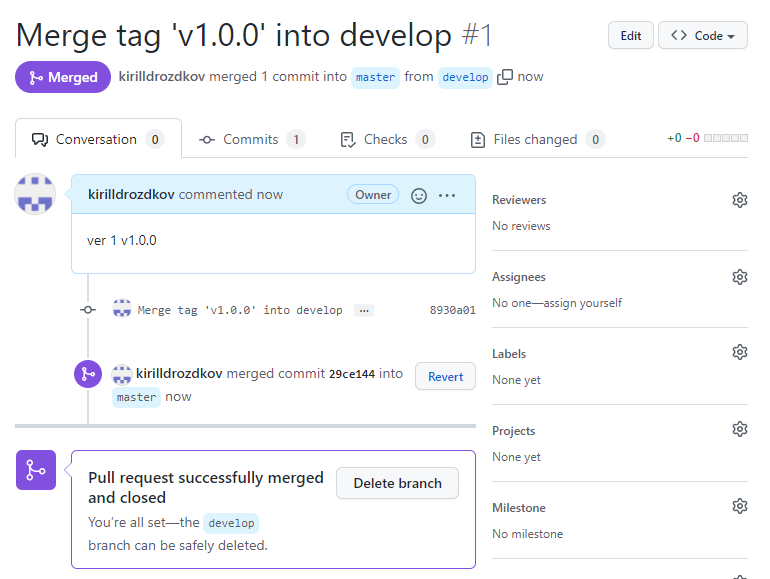 Merge tag 'v1.0.0' into develop #1
Edit
Code
Merged
kirilldrozdkov merged 1 commit into master from develop now
Conversation 0
Commits 1
Checks 0
Files changed 0
+0 −0
kirilldrozdkov commented now
Owner
ver 1 v1.0.0
Merge tag 'v1.0.0' into develop ...
8930a01
kirilldrozdkov merged commit 29ce144 into
master now
Revert
Pull request successfully merged
and closed
You're all set—the develop
branch can be safely deleted.
Delete branch
Reviewers
No reviews
Assignees
No one—assign yourself
Labels
None yet
Projects
None yet
Milestone
No milestone